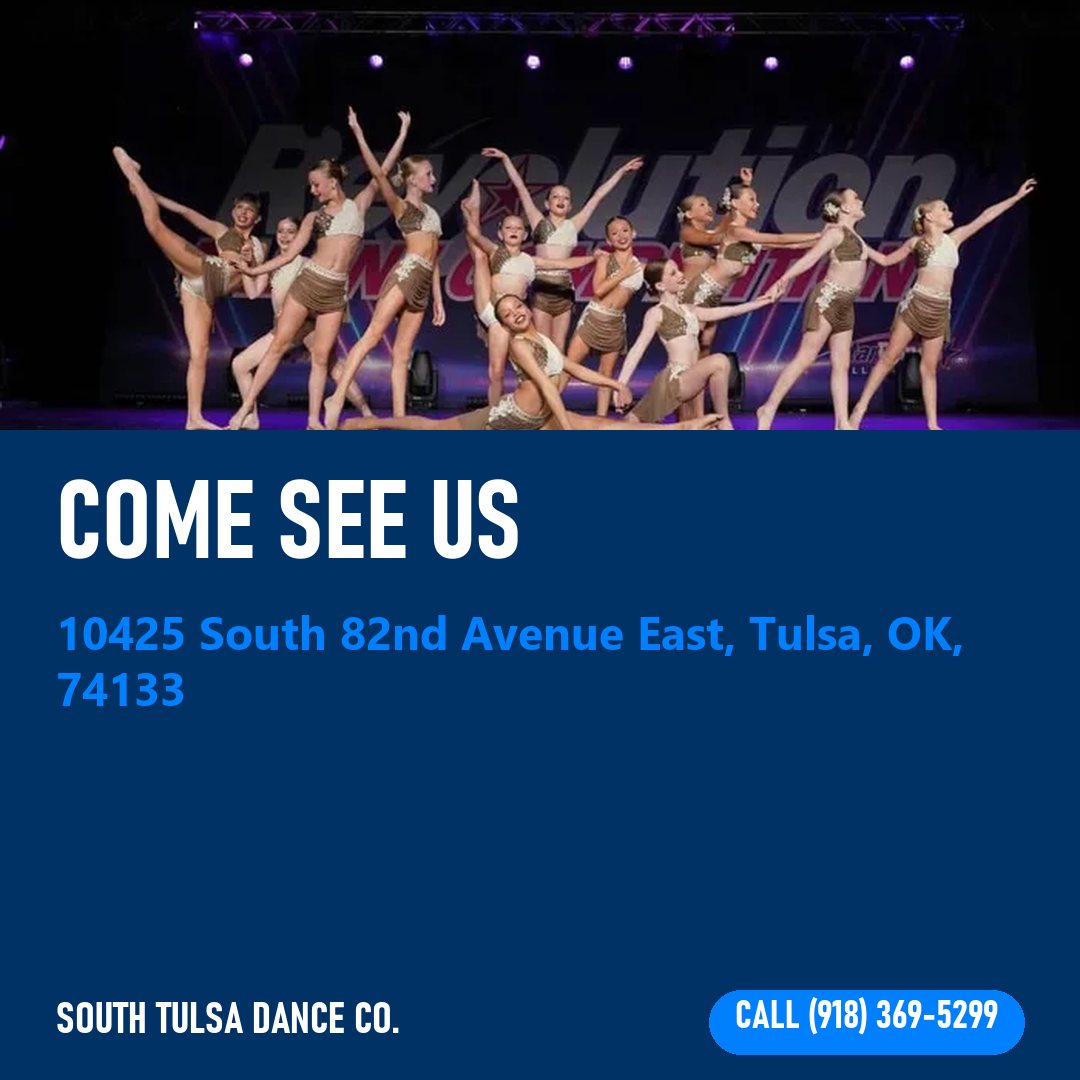 Revolution
COME SEE US
10425 South 82nd Avenue East, Tulsa, OK,
74133
SOUTH TULSA DANCE CO.
CALL (918) 369-5299